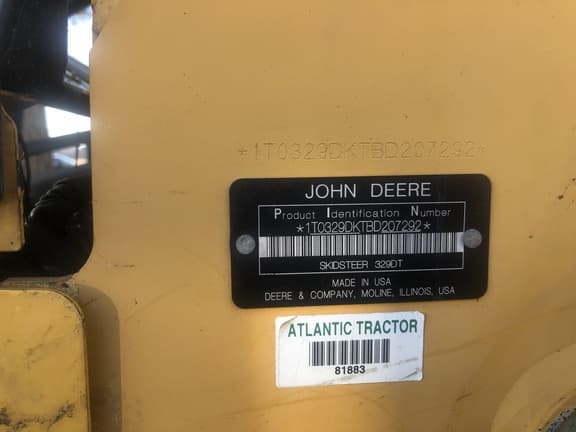 *1T0329DKTBD207292*
JOHN DEERE
Product Identification Number
*1T0329DKTBD207292*
SKIDSTEER 329DT
MADE IN USA
DEERE & COMPANY, MOLINE, ILLINOIS, USA
ATLANTIC TRACTOR
81883